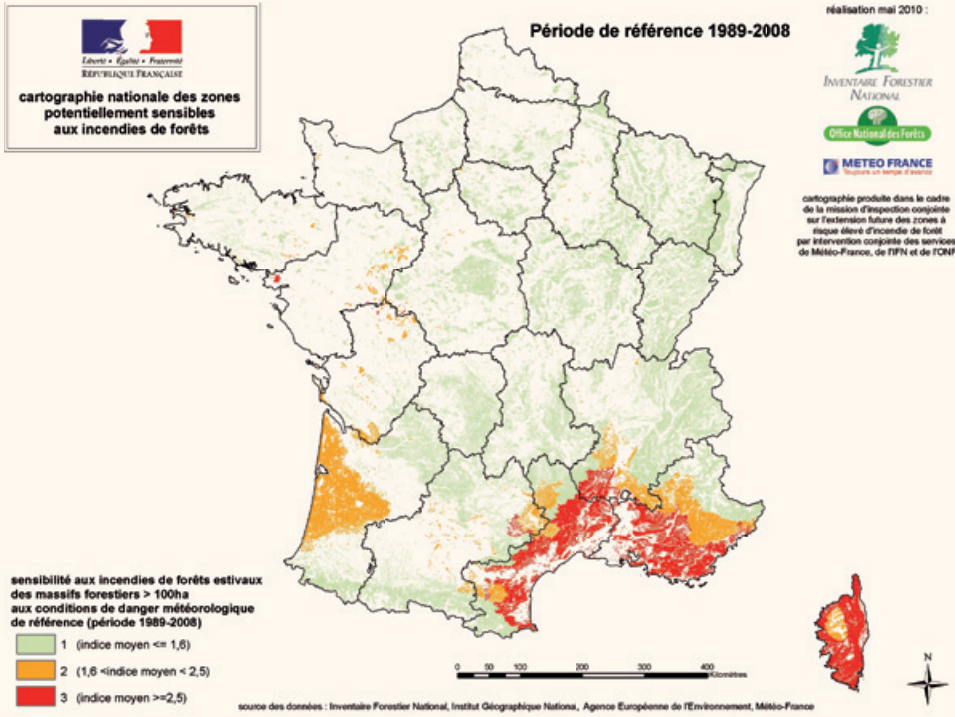 Liberté • Égalité • Fraternité
RÉPUBLIQUE FRANÇAISE
cartographie nationale des zones
potentiellement sensibles
aux incendies de forêts
Période de référence 1989-2008
réalisation mai 2010 :
INVENTAIRE FORESTIER
NATIONAL
Office National des Forêts
METEO FRANCE
Toujours un temps d'avance
cartographie produite dans le cadre
de la mission d'inspection conjointe
sur l'extension future des zones à
risque élevé d'incendie de forêt
par intervention conjointe des services
de Météo-France, de l'IFN et de l'ONF
sensibilité aux incendies de forêts estivaux
des massifs forestiers > 100ha
aux conditions de danger météorologique
de référence (période 1989-2008)
1 (indice moyen <= 1,6)
2 (1,6 <indice moyen < 2,5)
3 (indice moyen >=2,5)
0 50 100 200 300 400
Kilomètres
N
source des données : Inventaire Forestier National, Institut Géographique Nationa, Agence Européenne de l'Environnement, Météo-France